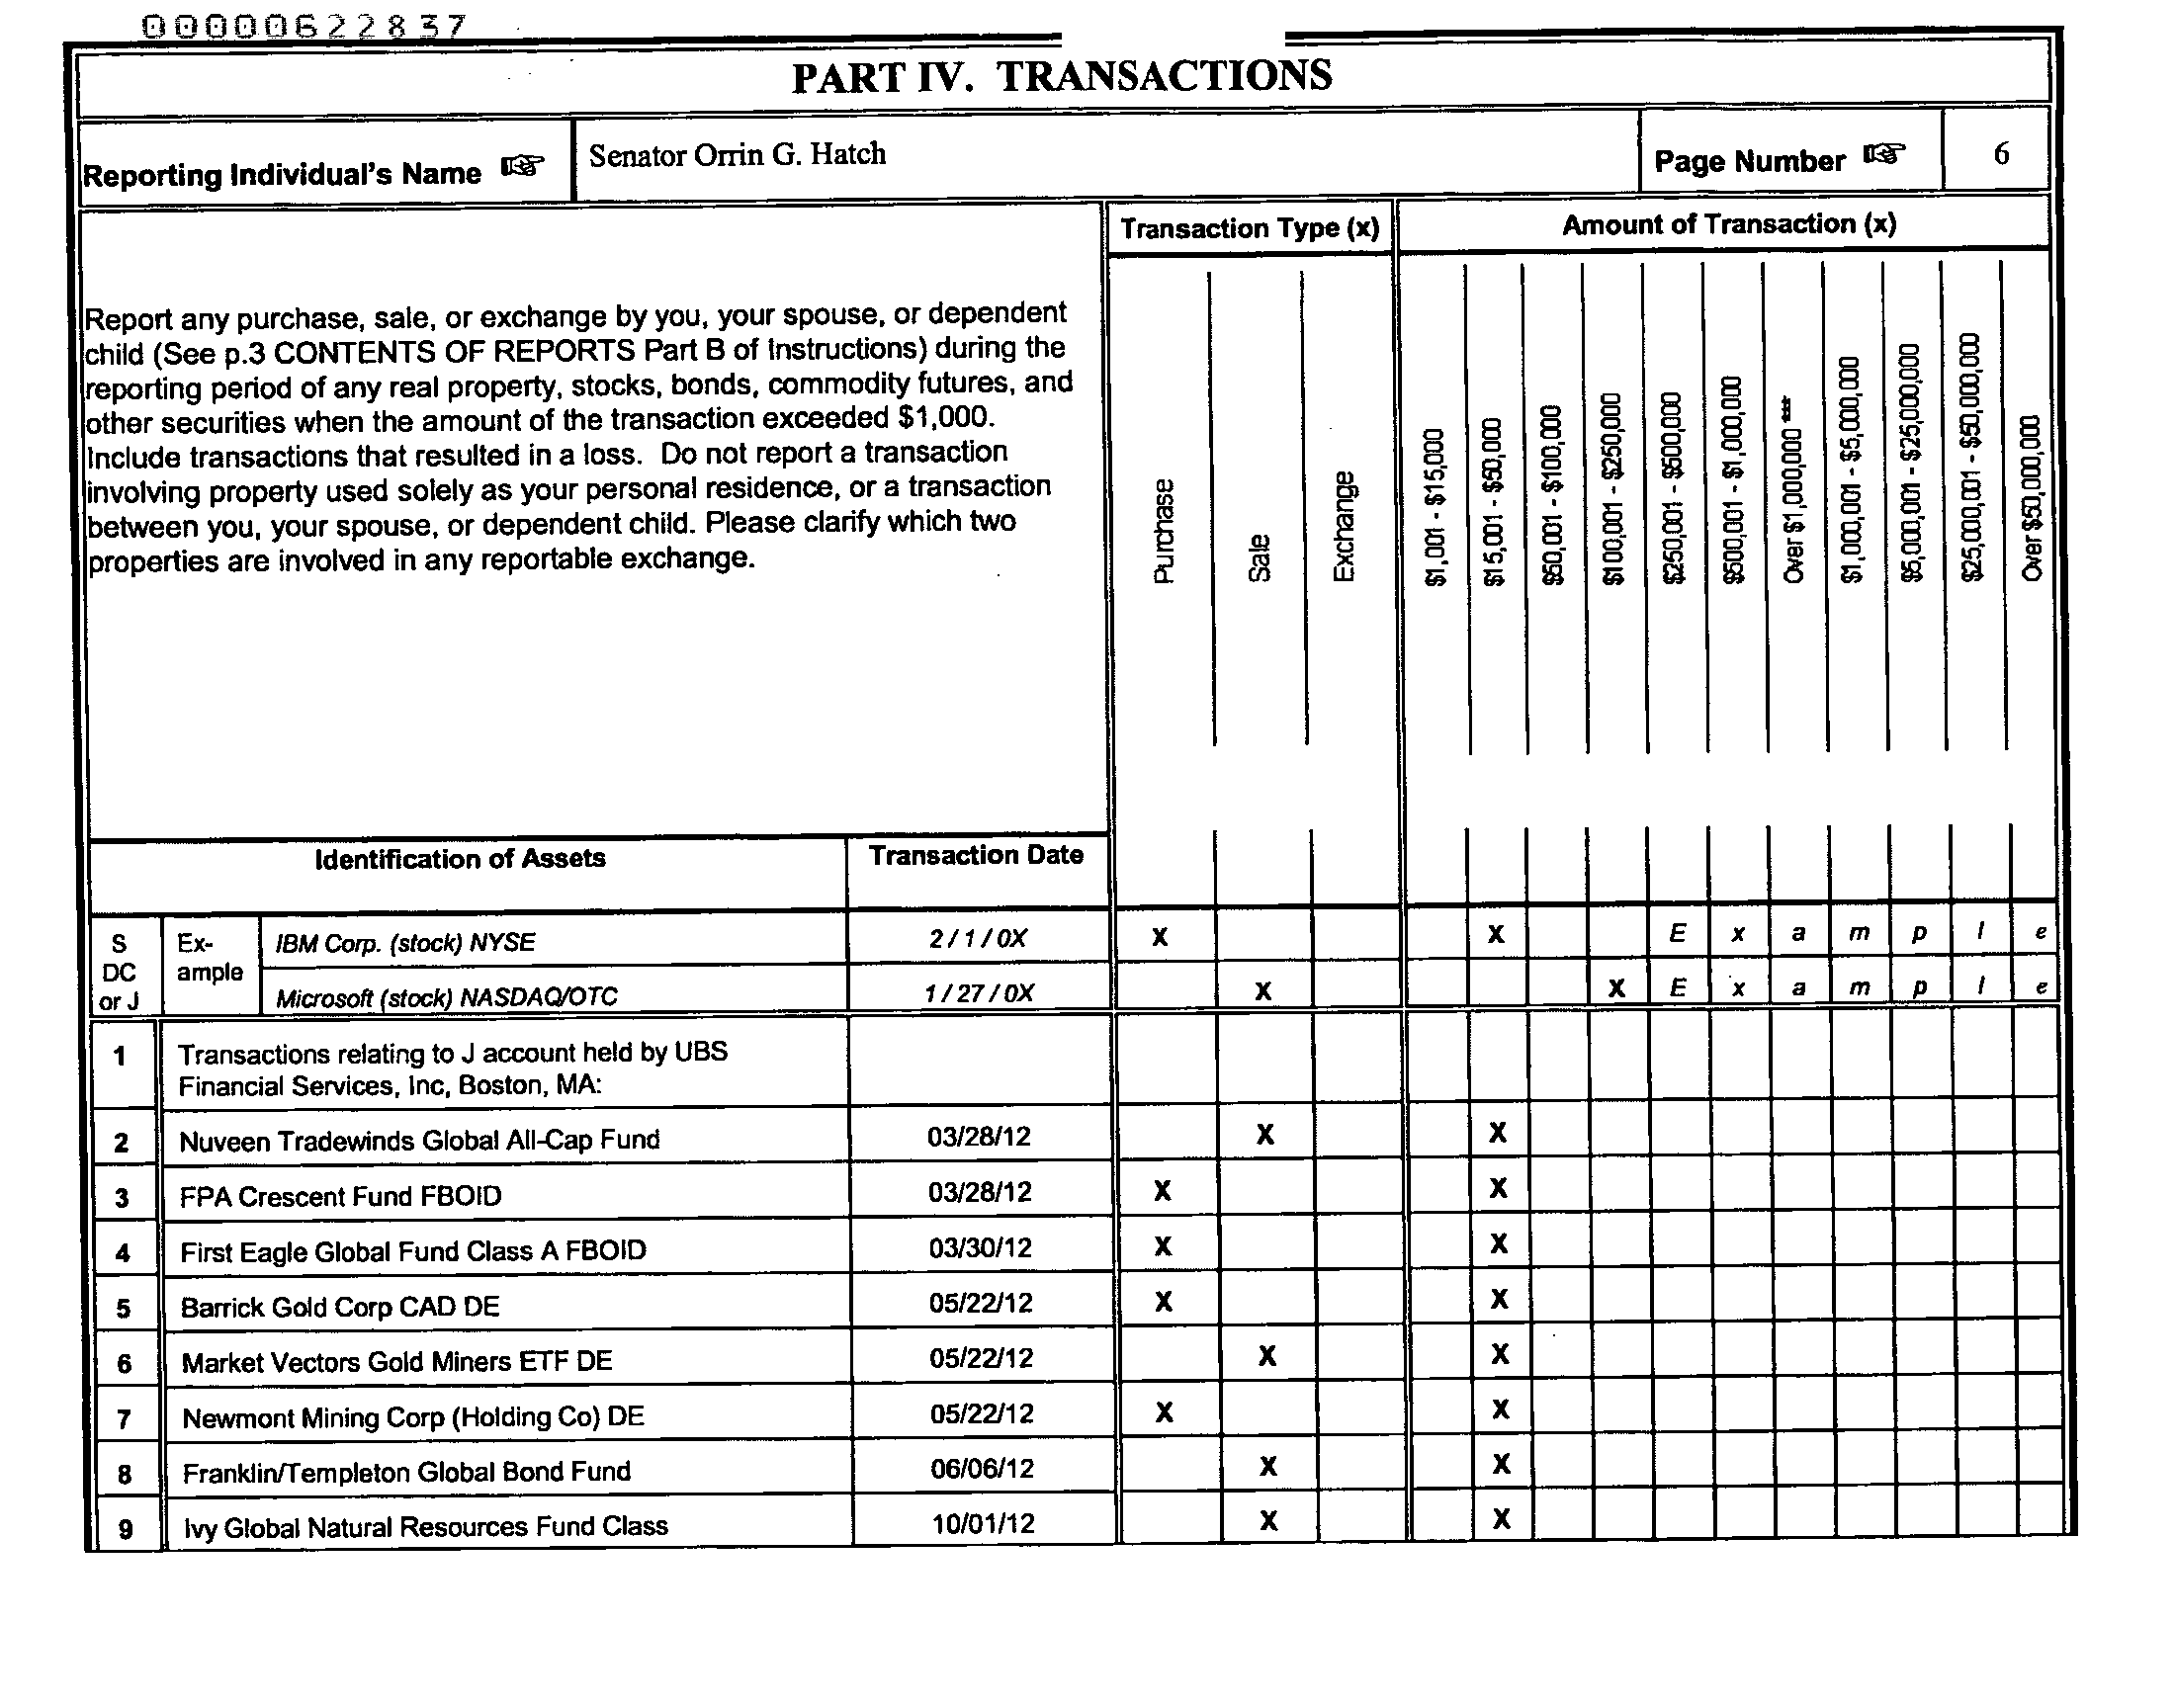 00000622837
PART IV. TRANSACTIONS
Reporting Individual's Name ☞ Senator Orrin G. Hatch Page Number ☞ 6
Transaction Type (x) Amount of Transaction (x)
Report any purchase, sale, or exchange by you, your spouse, or dependent
child (See p.3 CONTENTS OF REPORTS Part B of Instructions) during the
reporting period of any real property, stocks, bonds, commodity futures, and
other securities when the amount of the transaction exceeded $1,000.
Include transactions that resulted in a loss. Do not report a transaction
involving property used solely as your personal residence, or a transaction
between you, your spouse, or dependent child. Please clarify which two
properties are involved in any reportable exchange.
Purchase
Sale
Exchange
$1,001 - $15,000
$15,001 - $50,000
$50,001 - $100,000
$100,001 - $250,000
$250,001 - $500,000
$500,001 - $1,000,000
Over $1,000,000 ***
$1,000,001 - $5,000,000
$5,000,001 - $25,000,000
$25,000,001 - $50,000,000
Over $50,000,000
Identification of Assets Transaction Date
S
DC
or J
Ex-
ample
IBM Corp. (stock) NYSE 2 / 1 / 0X X X E x a m p l e
Microsoft (stock) NASDAQ/OTC 1 / 27 / 0X X X E x a m p l e
1 Transactions relating to J account held by UBS
Financial Services, Inc, Boston, MA:
2 Nuveen Tradewinds Global All-Cap Fund 03/28/12 X X
3 FPA Crescent Fund FBOID 03/28/12 X X
4 First Eagle Global Fund Class A FBOID 03/30/12 X X
5 Barrick Gold Corp CAD DE 05/22/12 X X
6 Market Vectors Gold Miners ETF DE 05/22/12 X X
7 Newmont Mining Corp (Holding Co) DE 05/22/12 X X
8 Franklin/Templeton Global Bond Fund 06/06/12 X X
9 Ivy Global Natural Resources Fund Class 10/01/12 X X